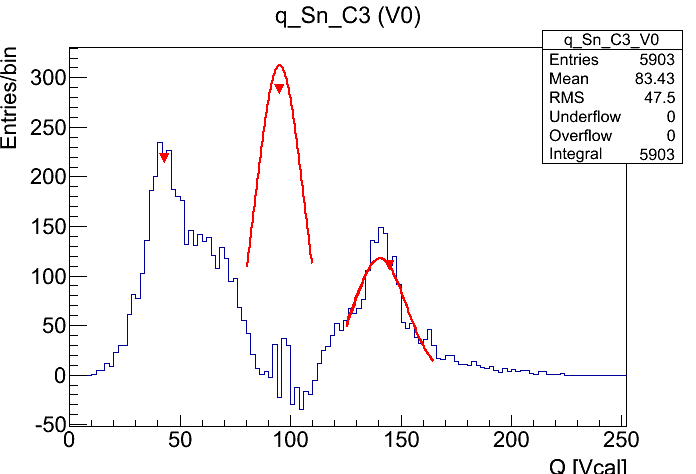 q_Sn_C3 (V0)
q_Sn_C3_V0
Entries 5903
Mean 83.43
RMS 47.5
Underflow 0
Overflow 0
Integral 5903
Entries/bin
300
250
200
150
100
50
0
-50
0 50 100 150 200 250
Q [Vcal]